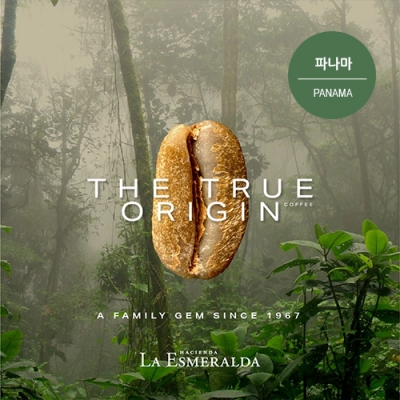 파나마
PANAMA
THE TRUE
ORIGIN
COFFEE
A FAMILY GEM SINCE 1967
HACIENDA
LA ESMERALDA